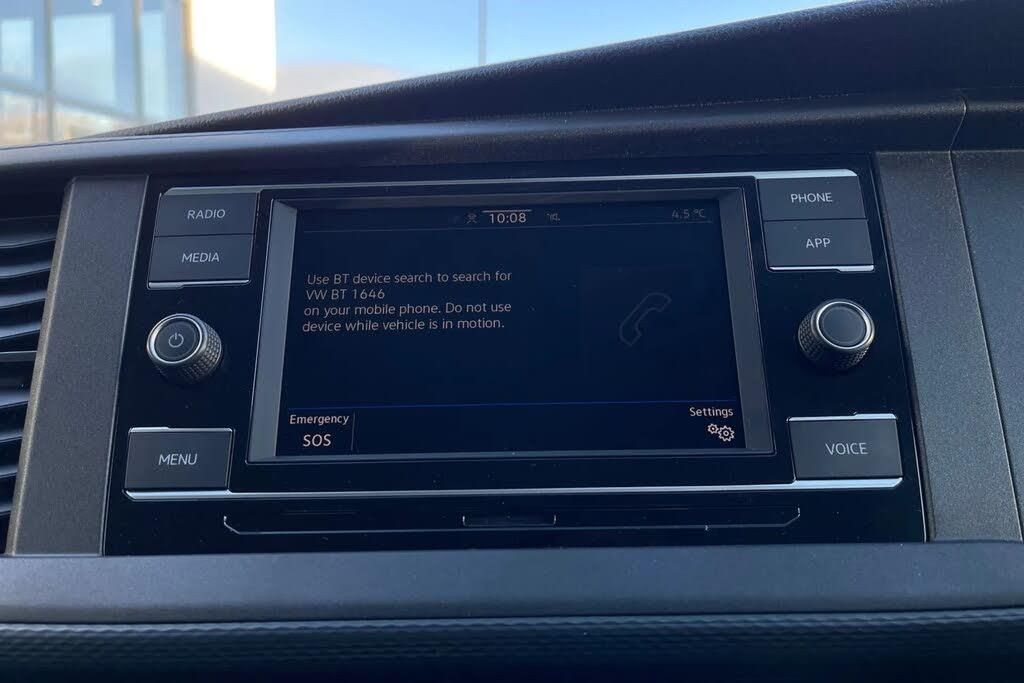 RADIO
MEDIA
MENU
10:08
4.5 °C
Use BT device search to search for
VW BT 1646
on your mobile phone. Do not use
device while vehicle is in motion.
Emergency
SOS
Settings
PHONE
APP
VOICE